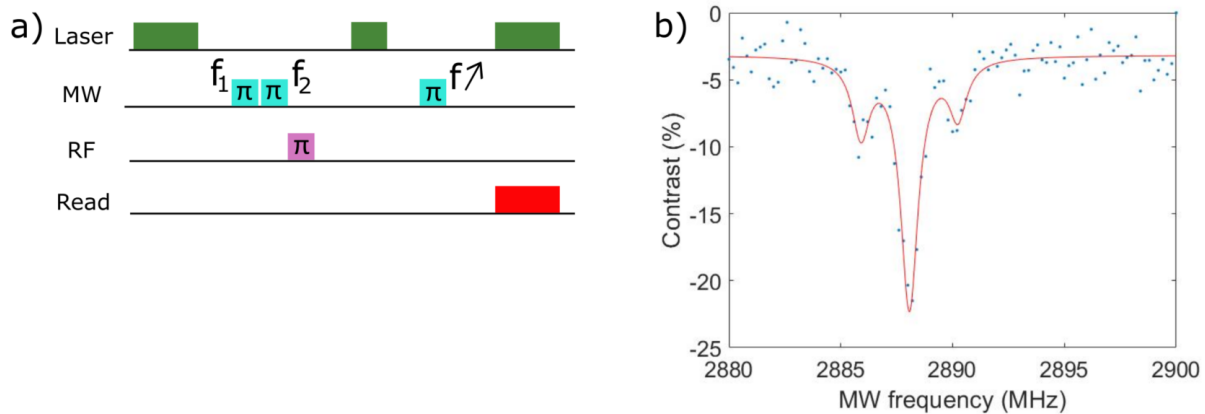 a)
Laser
f1 f2 f
MW π π π
RF π
Read
b)
0
-5
-10
-15
-20
-25
Contrast (%)
2880 2885 2890 2895 2900
MW frequency (MHz)